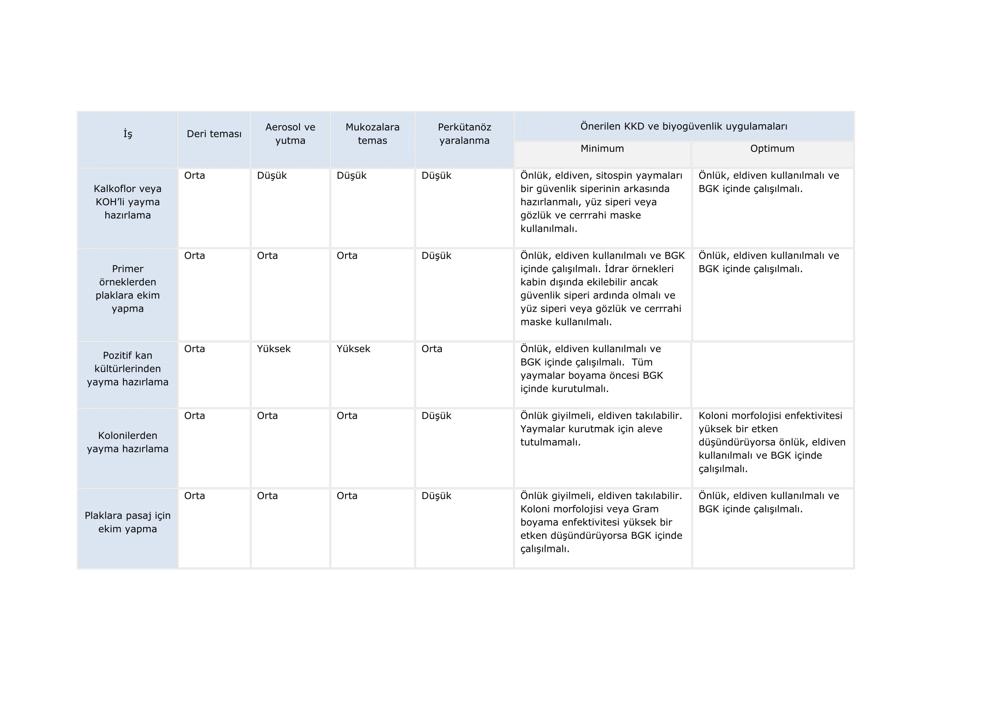 İş
Deri teması
Aerosol ve
yutma
Mukozalara
temas
Perkütanöz
yaralanma
Önerilen KKD ve biyogüvenlik uygulamaları
Minimum
Optimum
Kalkoflor veya
KOH’li yayma
hazırlama
Orta
Düşük
Düşük
Düşük
Önlük, eldiven, sitospin yaymaları
bir güvenlik siperinin arkasında
hazırlanmalı, yüz siperi veya
gözlük ve cerrrahi maske
kullanılmalı.
Önlük, eldiven kullanılmalı ve
BGK içinde çalışılmalı.
Primer
örneklerden
plaklara ekim
yapma
Orta
Orta
Orta
Düşük
Önlük, eldiven kullanılmalı ve BGK
içinde çalışılmalı. İdrar örnekleri
kabin dışında ekilebilir ancak
güvenlik siperi ardında olmalı ve
yüz siperi veya gözlük ve cerrrahi
maske kullanılmalı.
Önlük, eldiven kullanılmalı ve
BGK içinde çalışılmalı.
Pozitif kan
kültürlerinden
yayma hazırlama
Orta
Yüksek
Yüksek
Orta
Önlük, eldiven kullanılmalı ve
BGK içinde çalışılmalı.  Tüm
yaymalar boyama öncesi BGK
içinde kurutulmalı.
Kolonilerden
yayma hazırlama
Orta
Orta
Orta
Düşük
Önlük giyilmeli, eldiven takılabilir.
Yaymalar kurutmak için aleve
tutulmamalı.
Koloni morfolojisi enfektivitesi
yüksek bir etken
düşündürüyorsa önlük, eldiven
kullanılmalı ve BGK içinde
çalışılmalı.
Plaklara pasaj için
ekim yapma
Orta
Orta
Orta
Düşük
Önlük giyilmeli, eldiven takılabilir.
Koloni morfolojisi veya Gram
boyama enfektivitesi yüksek bir
etken düşündürüyorsa BGK içinde
çalışılmalı.
Önlük, eldiven kullanılmalı ve
BGK içinde çalışılmalı.